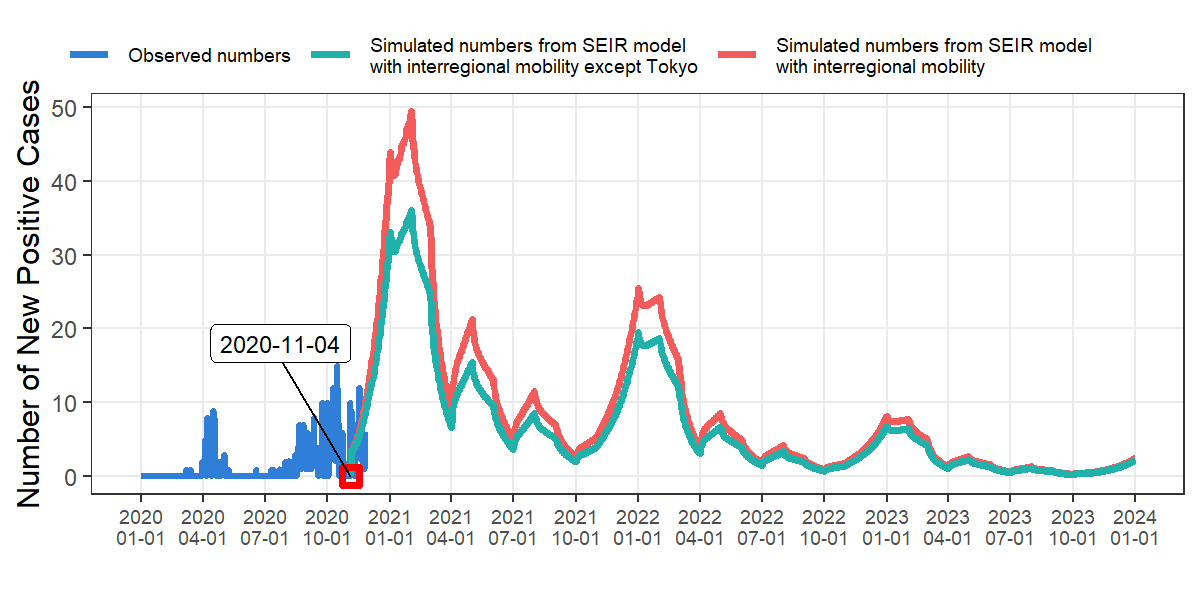 Observed numbers
Simulated numbers from SEIR model
with interregional mobility except Tokyo
Simulated numbers from SEIR model
with interregional mobility
Number of New Positive Cases
50
40
30
20
10
0
2020-11-04
2020 2020 2020 2020 2021 2021 2021 2021 2022 2022 2022 2022 2023 2023 2023 2023 2024
01-01 04-01 07-01 10-01 01-01 04-01 07-01 10-01 01-01 04-01 07-01 10-01 01-01 04-01 07-01 10-01 01-01